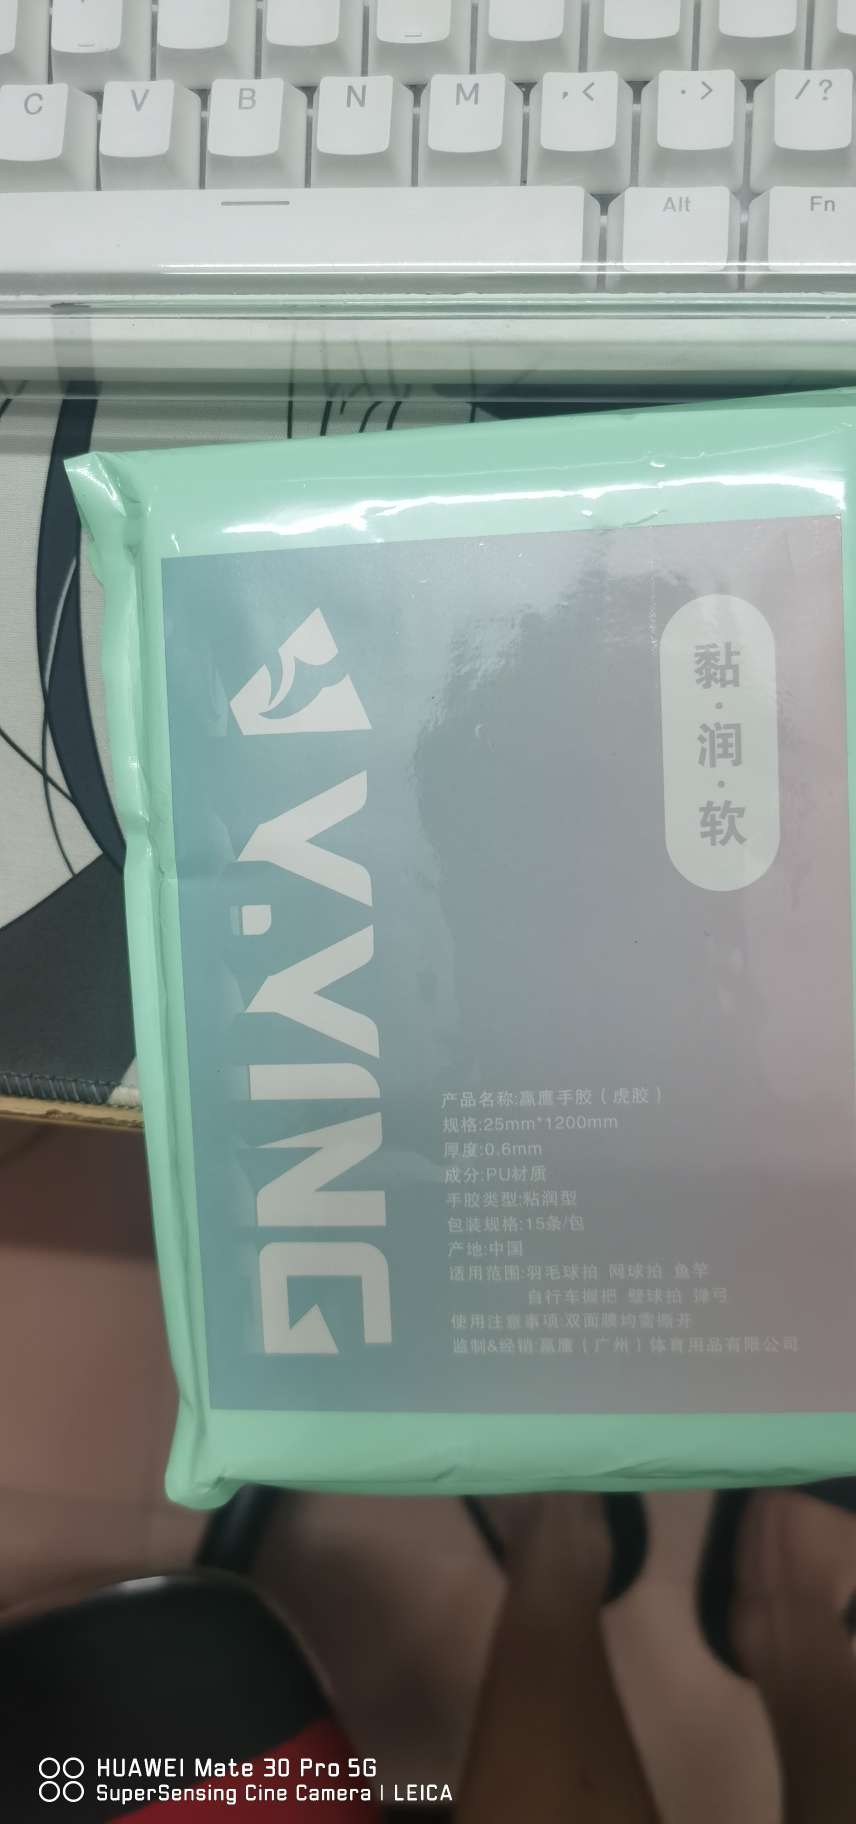 C V B N M , < . > / ?
Alt Fn
黏·润·软
Y.YING
产品名称:赢鹰手胶(虎胶)
规格:25mm*1200mm
厚度:0.6mm
成分:PU材质
手胶类型:粘润型
包装规格:15条/包
产地:中国
适用范围:羽毛球拍 网球拍 鱼竿
自行车握把 壁球拍 弹弓
使用注意事项:双面膜均需撕开
监制&经销:赢鹰(广州)体育用品有限公司
HUAWEI Mate 30 Pro 5G
SuperSensing Cine Camera | LEICA